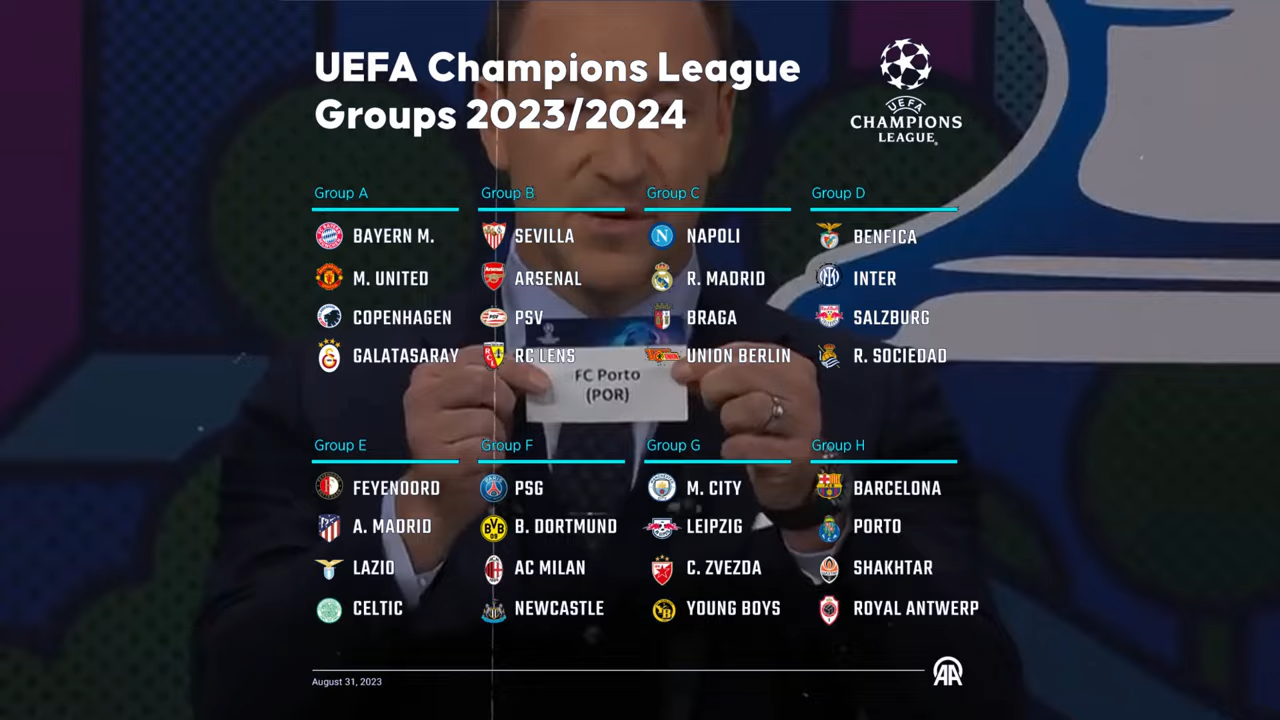 UEFA Champions League
Groups 2023/2024
UEFA
CHAMPIONS
LEAGUE
Group A
BAYERN M.
M. UNITED
COPENHAGEN
GALATASARAY
Group B
SEVILLA
ARSENAL
PSV
RC LENS
Group C
NAPOLI
R. MADRID
BRAGA
UNION BERLIN
Group D
BENFICA
INTER
SALZBURG
R. SOCIEDAD
FC Porto
(POR)
Group E
FEYENOORD
A. MADRID
LAZIO
CELTIC
Group F
PSG
B. DORTMUND
AC MILAN
NEWCASTLE
Group G
M. CITY
LEIPZIG
C. ZVEZDA
YOUNG BOYS
Group H
BARCELONA
PORTO
SHAKHTAR
ROYAL ANTWERP
August 31, 2023
AA